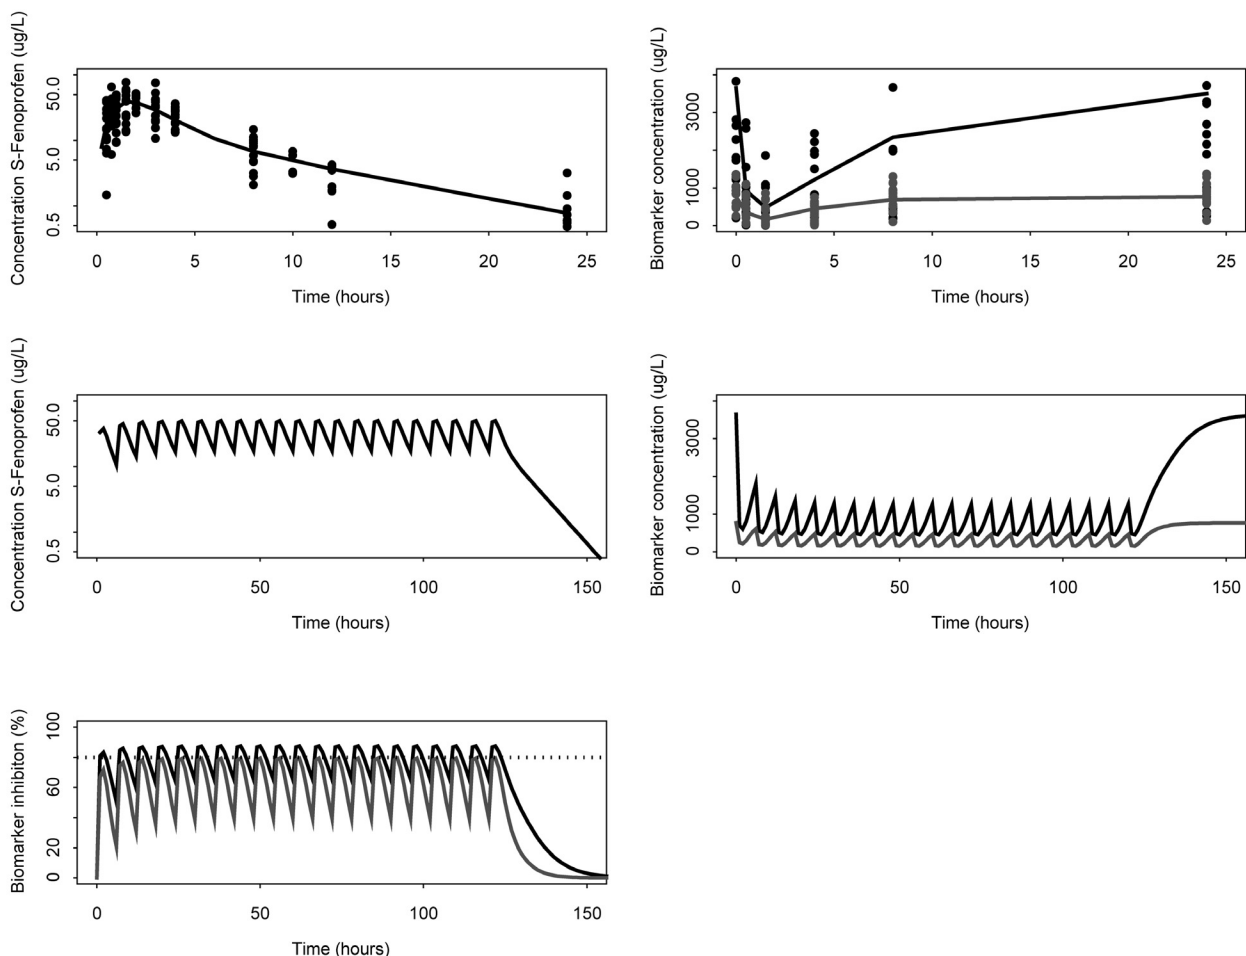 Concentration S-Fenoprofen (ug/L)
50.0
5.0
0.5
0 5 10 15 20 25
Time (hours)
Biomarker concentration (ug/L)
3000
1000
0
0 5 10 15 20 25
Time (hours)
Concentration S-Fenoprofen (ug/L)
50.0
5.0
0.5
0 50 100 150
Time (hours)
Biomarker concentration (ug/L)
3000
1000
0
0 50 100 150
Time (hours)
Biomarker inhibiton (%)
100
60
20
0
0 50 100 150
Time (hours)